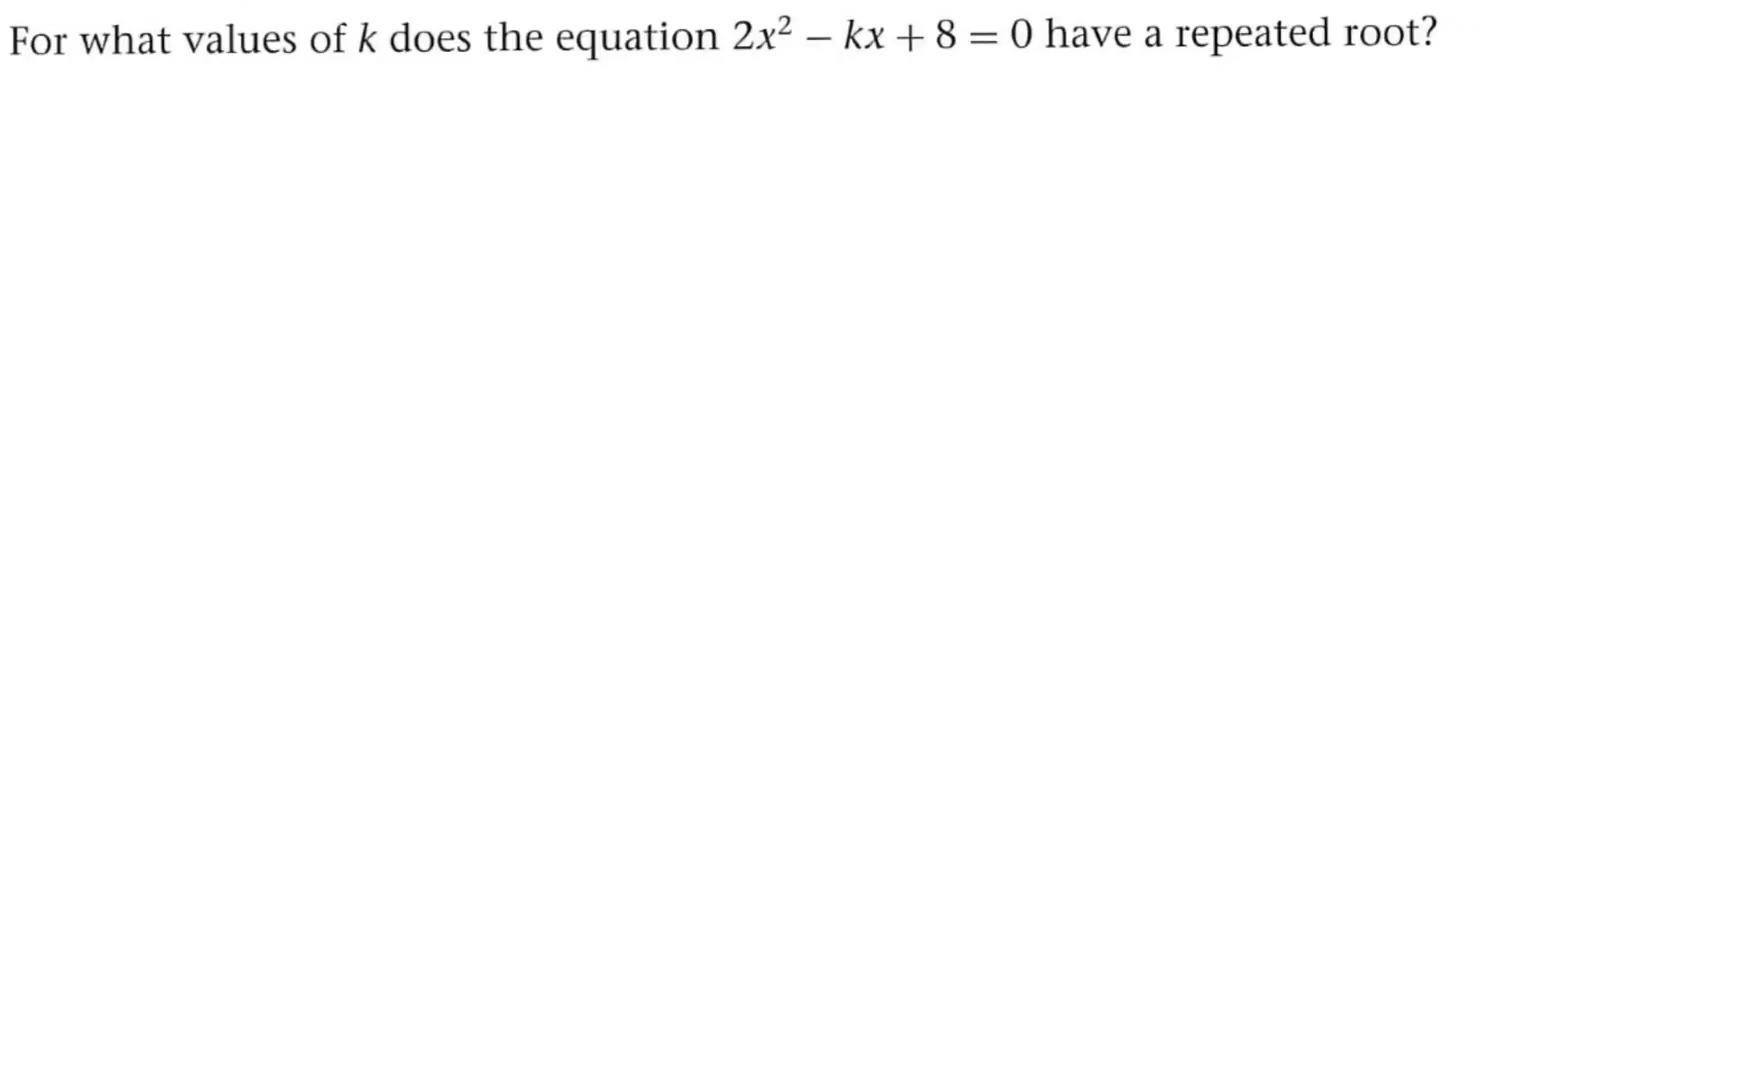 For what values of k does the equation 2x² – kx + 8 = 0 have a repeated root?